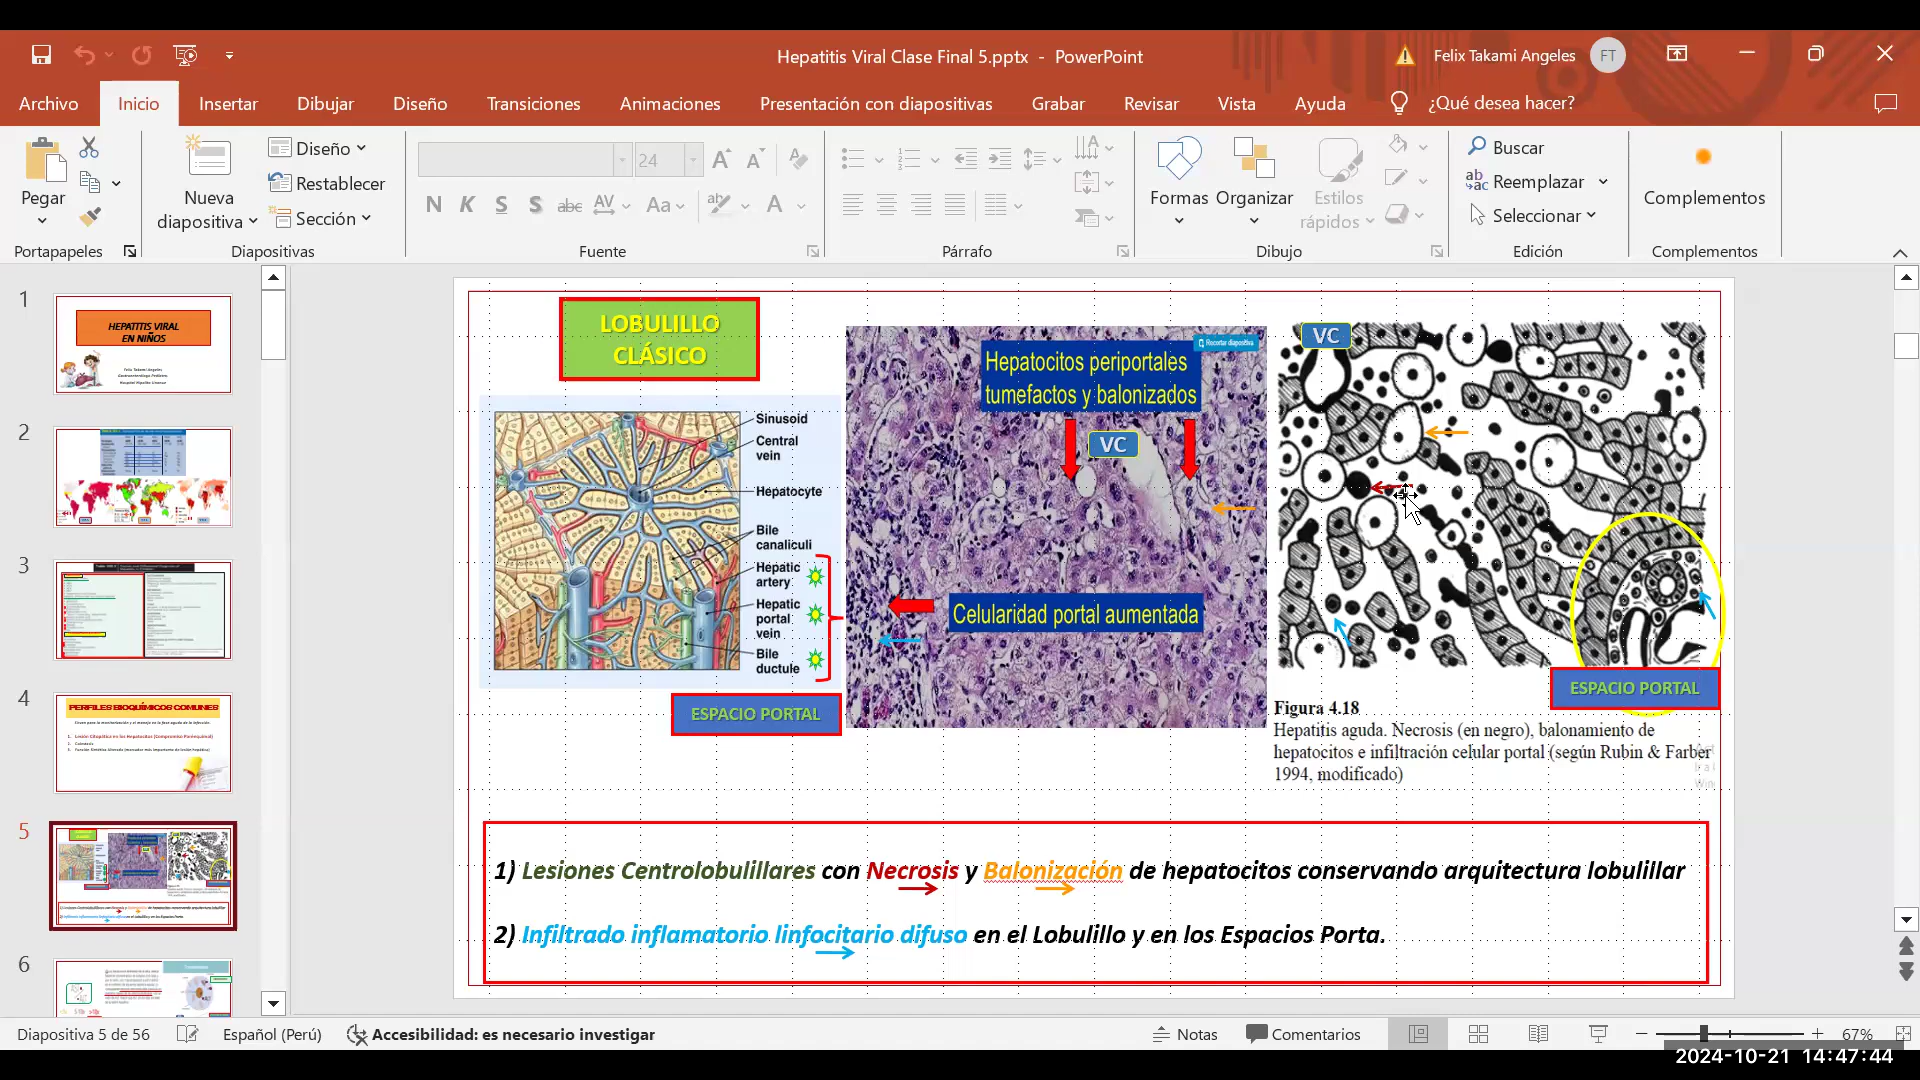 Hepatitis Viral Clase Final 5.pptx - PowerPoint
Felix Takami Angeles
FT
Archivo
Inicio
Insertar
Dibujar
Diseño
Transiciones
Animaciones
Presentación con diapositivas
Grabar
Revisar
Vista
Ayuda
¿Qué desea hacer?
Pegar
Nueva
diapositiva
Diseño
Restablecer
Sección
24
N K S S abc AV Aa A
Buscar
Reemplazar
Seleccionar
Formas
Organizar
Estilos
rápidos
Complementos
Portapapeles
Diapositivas
Fuente
Párrafo
Dibujo
Edición
Complementos
1
HEPATITIS VIRAL
EN NIÑOS
Felix Takami Angeles
2
3
4
PERFILES BIOQUÍMICOS COMUNES
5
6
LOBULILLO
CLÁSICO
Sinusoid
Central
vein
Hepatocyte
Bile
canaliculi
Hepatic
artery
Hepatic
portal
vein
Bile
ductule
ESPACIO PORTAL
Recortar diapositiva
Hepatocitos periportales
tumefactos y balonizados
VC
Celularidad portal aumentada
VC
ESPACIO PORTAL
Figura 4.18
Hepatitis aguda. Necrosis (en negro), balonamiento de
hepatocitos e infiltración celular portal (según Rubin & Farber
1994, modificado)
1) Lesiones Centrolobulillares con Necrosis y Balonización de hepatocitos conservando arquitectura lobulillar
2) Infiltrado inflamatorio linfocitario difuso en el Lobulillo y en los Espacios Porta.
Diapositiva 5 de 56
Español (Perú)
Accesibilidad: es necesario investigar
Notas
Comentarios
67%
2024-10-21 14:47:44